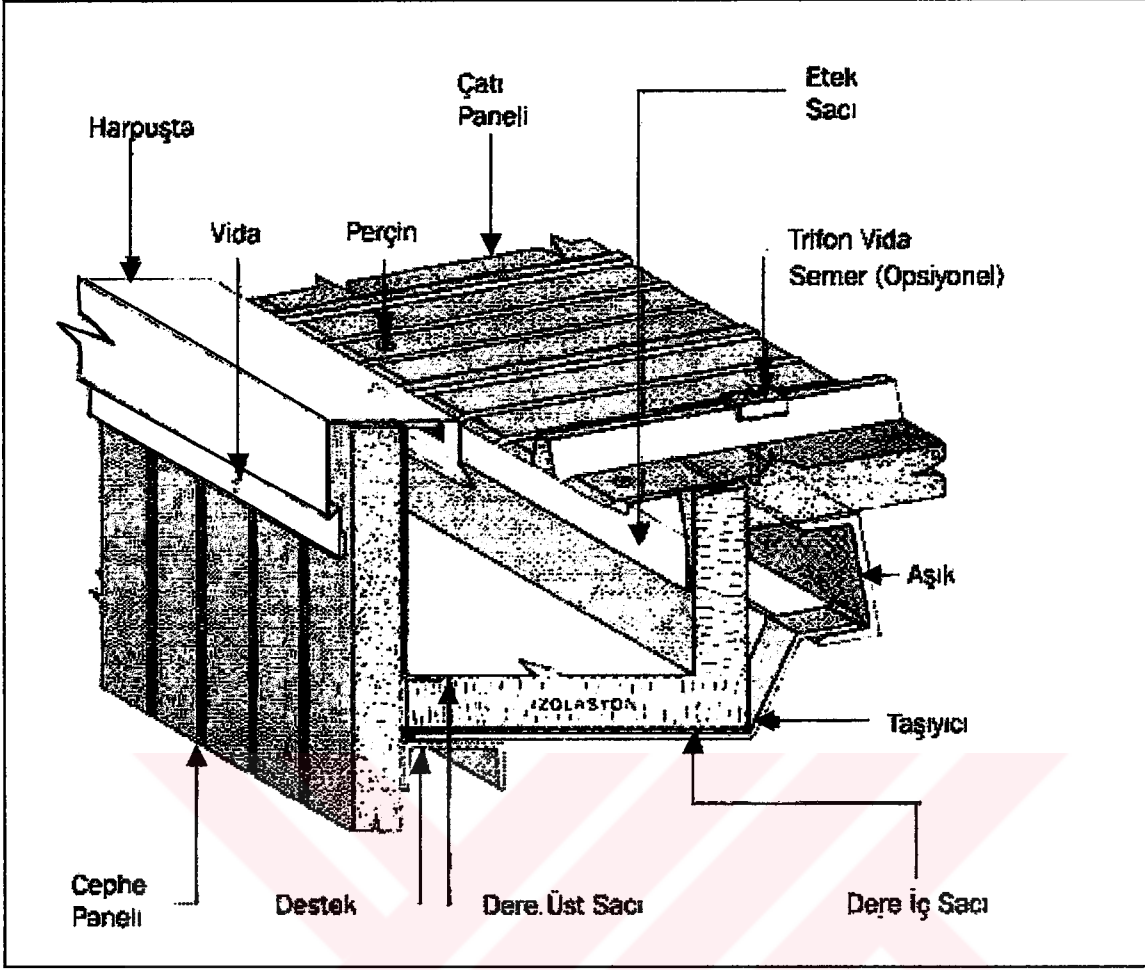 Çatı
Paneli
Etek
Sacı
Harpuşta
Vida
Perçin
Trifon Vida
Semer (Opsiyonel)
Aşık
İZOLASYON
Taşıyıcı
Cephe
Paneli
Destek
Dere Üst Sacı
Dere İç Sacı